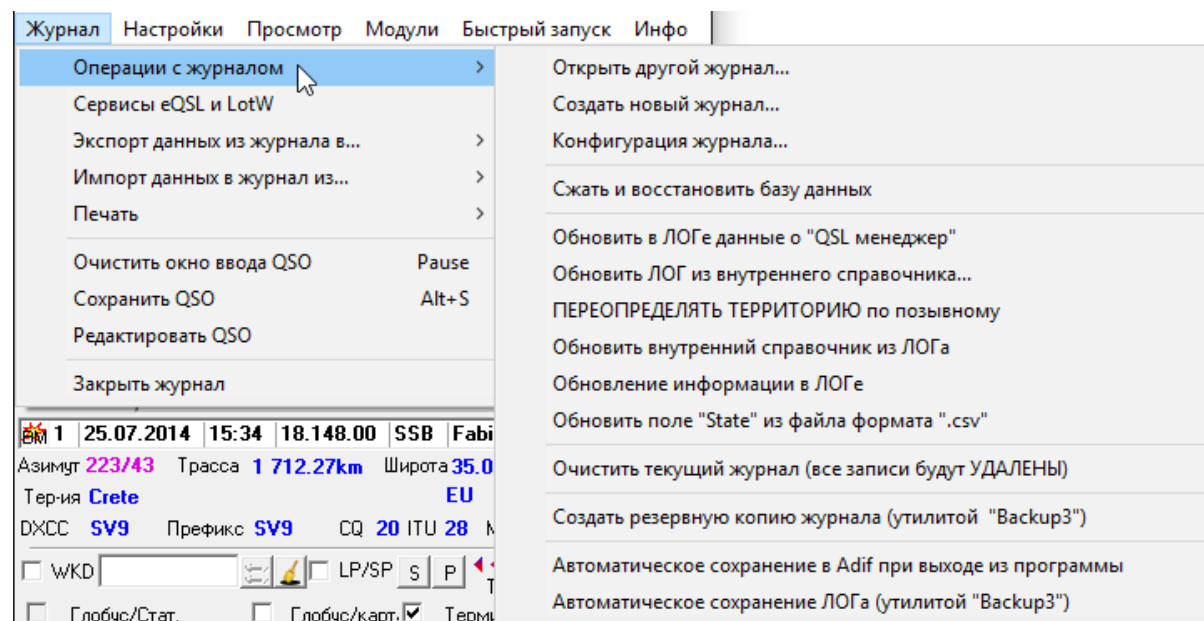 Журнал Настройки Просмотр Модули Быстрый запуск Инфо
Операции с журналом
Сервисы eQSL и LotW
Экспорт данных из журнала в...
Импорт данных в журнал из...
Печать
Очистить окно ввода QSO Pause
Сохранить QSO Alt+S
Редактировать QSO
Закрыть журнал
Открыть другой журнал...
Создать новый журнал...
Конфигурация журнала...
Сжать и восстановить базу данных
Обновить в ЛОГе данные о "QSL менеджер"
Обновить ЛОГ из внутреннего справочника...
ПЕРЕОПРЕДЕЛЯТЬ ТЕРРИТОРИЮ по позывному
Обновить внутренний справочник из ЛОГа
Обновление информации в ЛОГе
Обновить поле "State" из файла формата ".csv"
Очистить текущий журнал (все записи будут УДАЛЕНЫ)
Создать резервную копию журнала (утилитой "Backup3")
Автоматическое сохранение в Adif при выходе из программы
Автоматическое сохранение ЛОГа (утилитой "Backup3")
1 25.07.2014 15:34 18.148.00 SSB Fabi
Азимут 223/43 Трасса 1 712.27km Широта 35.0
Тер-ия Crete EU
DXCC SV9 Префикс SV9 CQ 20 ITU 28
WKD LP/SP S P
Глобус/Стат. Глобус/карт. Терми